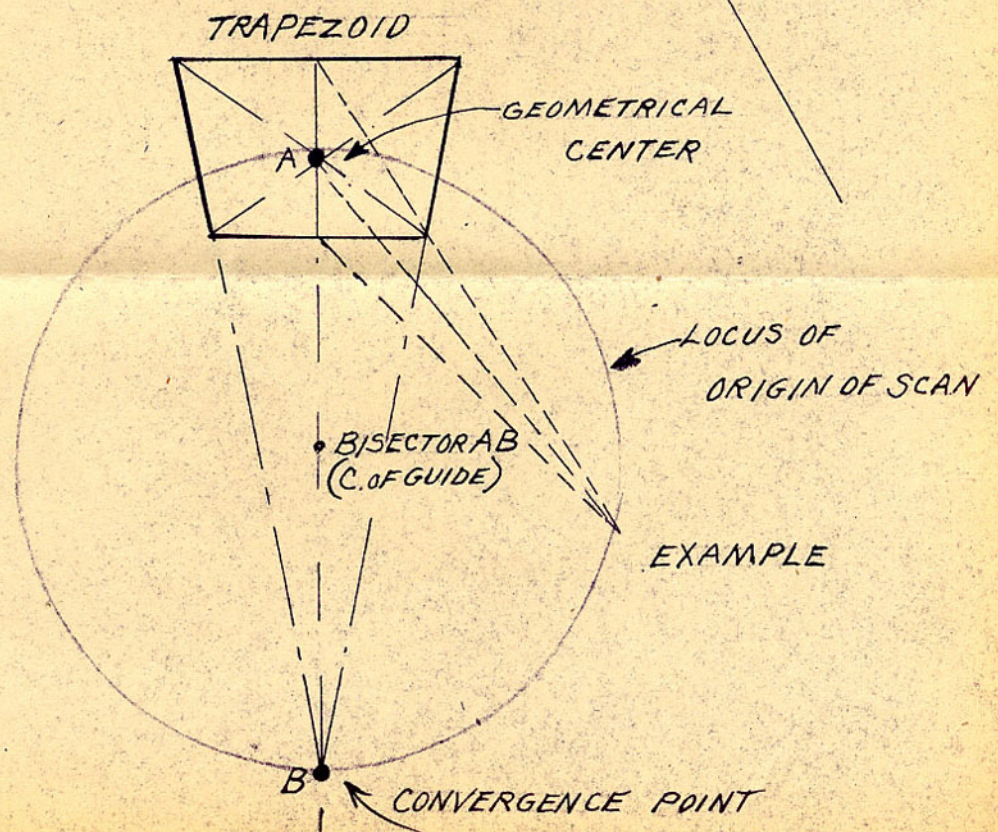 TRAPEZOID
GEOMETRICAL
CENTER
A
LOCUS OF
ORIGIN OF SCAN
BISECTOR AB
(C. OF GUIDE)
EXAMPLE
B
CONVERGENCE POINT